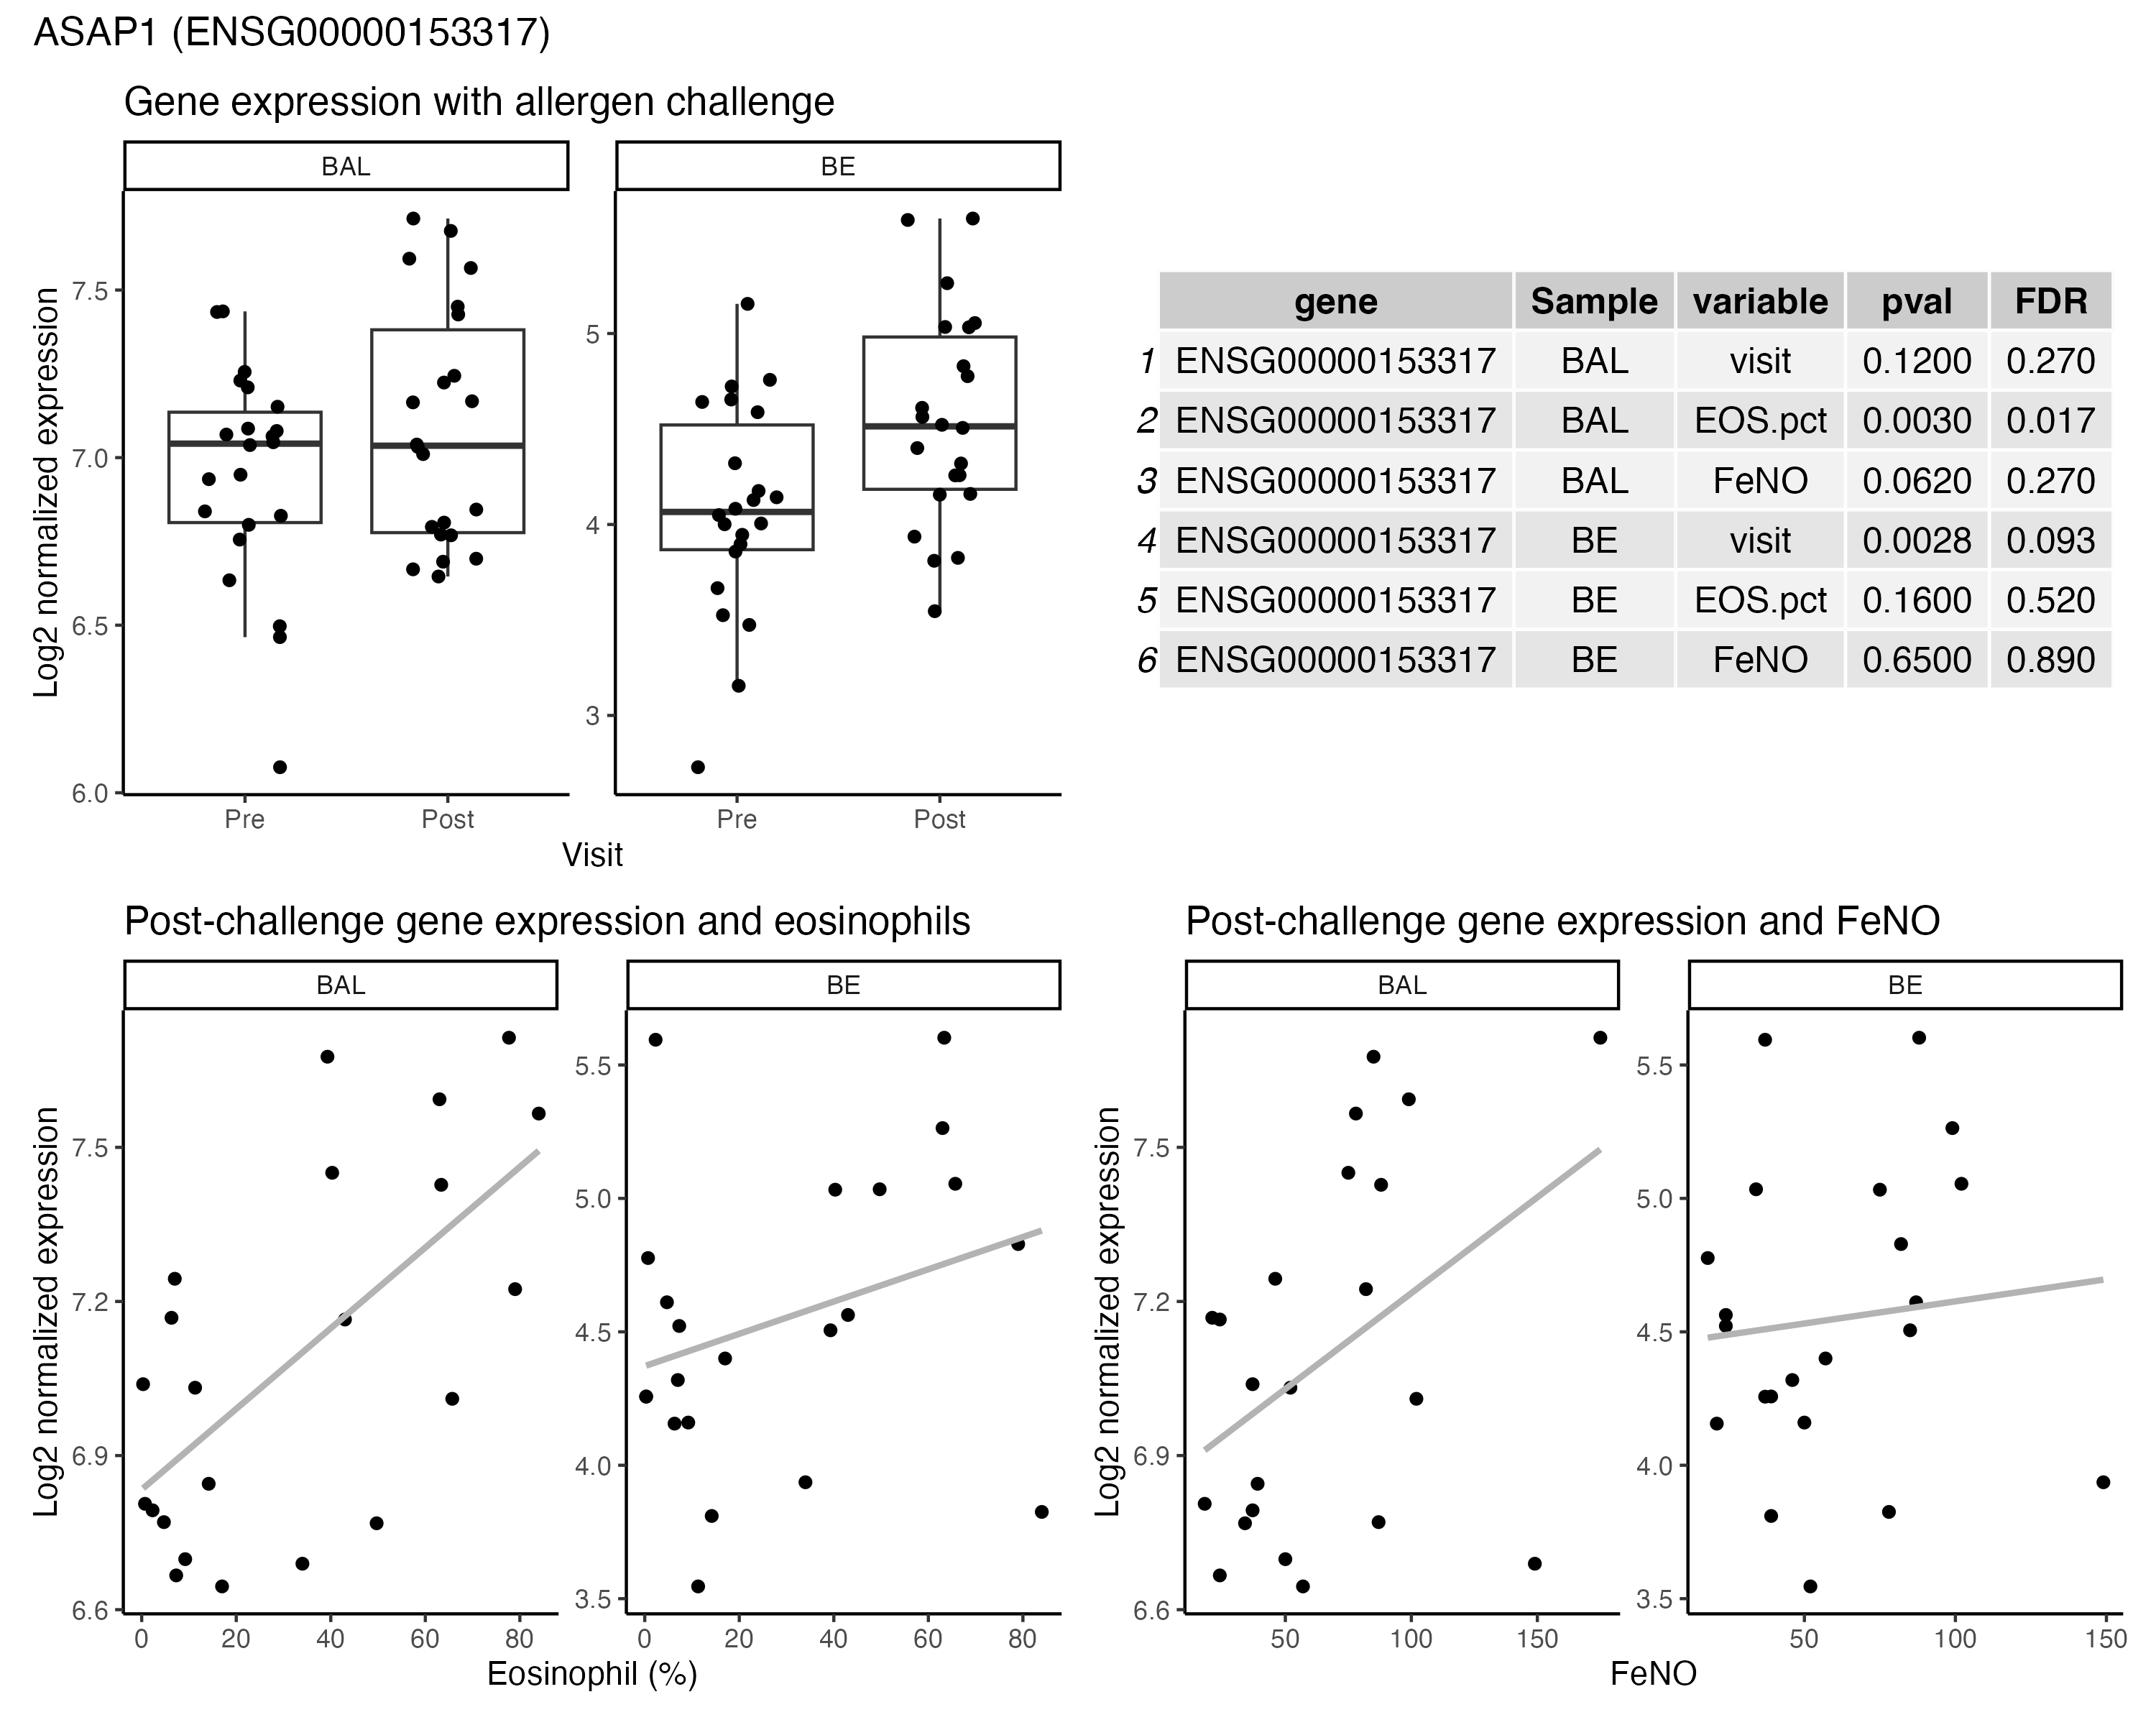 ASAP1 (ENSG00000153317)
Gene expression with allergen challenge
BAL
BE
Log2 normalized expression
7.5
7.0
6.5
6.0
5
4
3
Pre
Post
Pre
Post
Visit
gene Sample variable pval FDR
1 ENSG00000153317 BAL visit 0.1200 0.270
2 ENSG00000153317 BAL EOS.pct 0.0030 0.017
3 ENSG00000153317 BAL FeNO 0.0620 0.270
4 ENSG00000153317 BE visit 0.0028 0.093
5 ENSG00000153317 BE EOS.pct 0.1600 0.520
6 ENSG00000153317 BE FeNO 0.6500 0.890
Post-challenge gene expression and eosinophils
BAL
BE
Log2 normalized expression
7.5
7.2
6.9
6.6
5.5
5.0
4.5
4.0
3.5
0 20 40 60 80
0 20 40 60 80
Eosinophil (%)
Post-challenge gene expression and FeNO
BAL
BE
Log2 normalized expression
7.5
7.2
6.9
6.6
5.5
5.0
4.5
4.0
3.5
50 100 150
50 100 150
FeNO